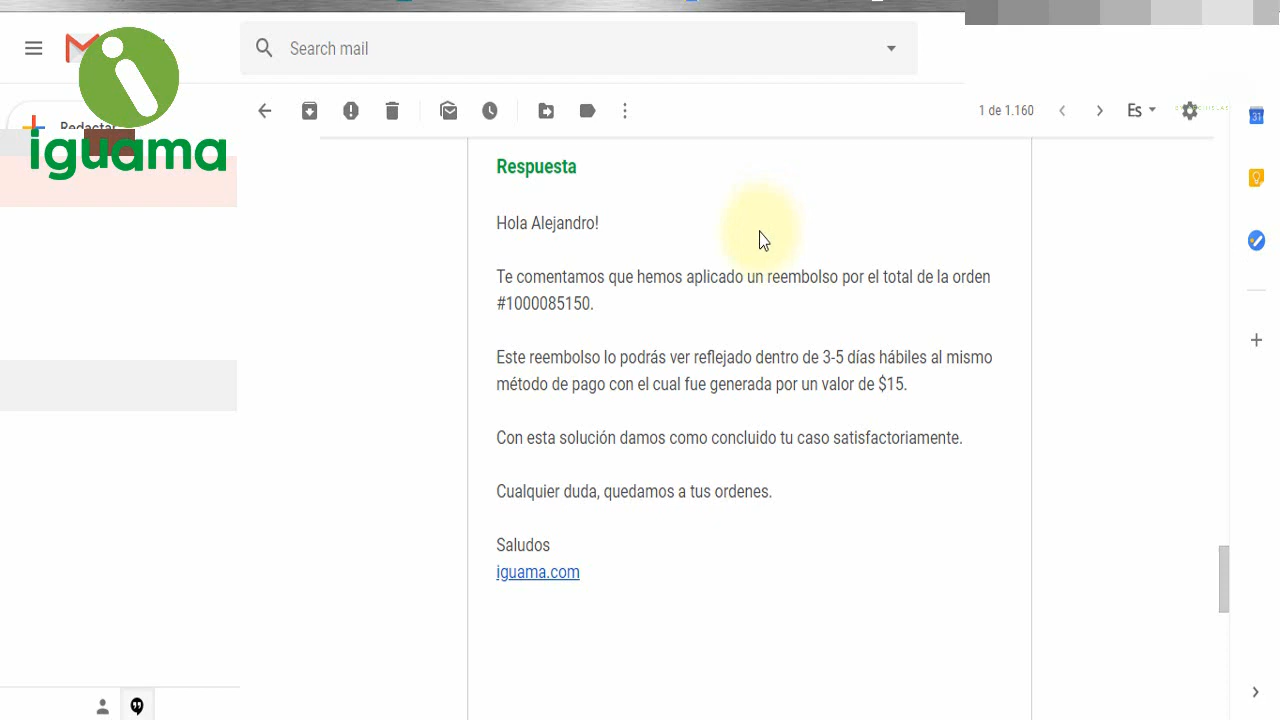 Search mail
Redactar
iguama
1 de 1.160
Es
31
Respuesta
Hola Alejandro!
Te comentamos que hemos aplicado un reembolso por el total de la orden
#1000085150.
Este reembolso lo podrás ver reflejado dentro de 3-5 días hábiles al mismo
método de pago con el cual fue generada por un valor de $15.
Con esta solución damos como concluido tu caso satisfactoriamente.
Cualquier duda, quedamos a tus ordenes.
Saludos
iguama.com